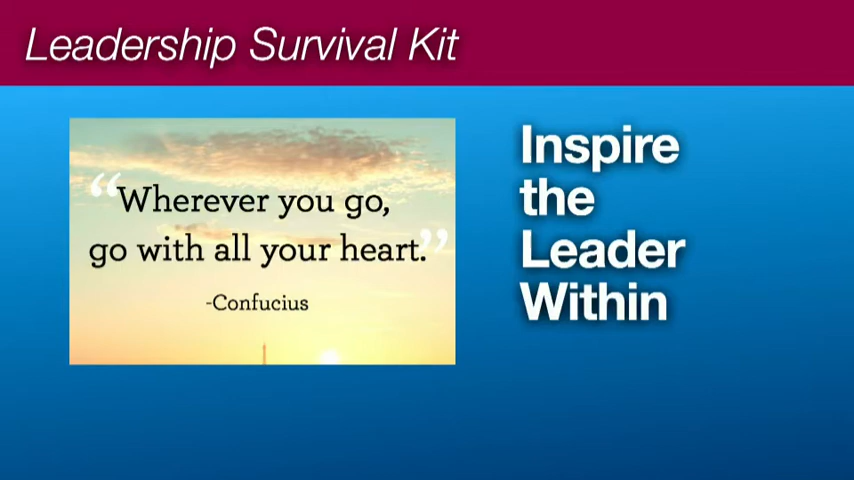 Leadership Survival Kit
“Wherever you go,
go with all your heart.”
-Confucius
Inspire
the
Leader
Within